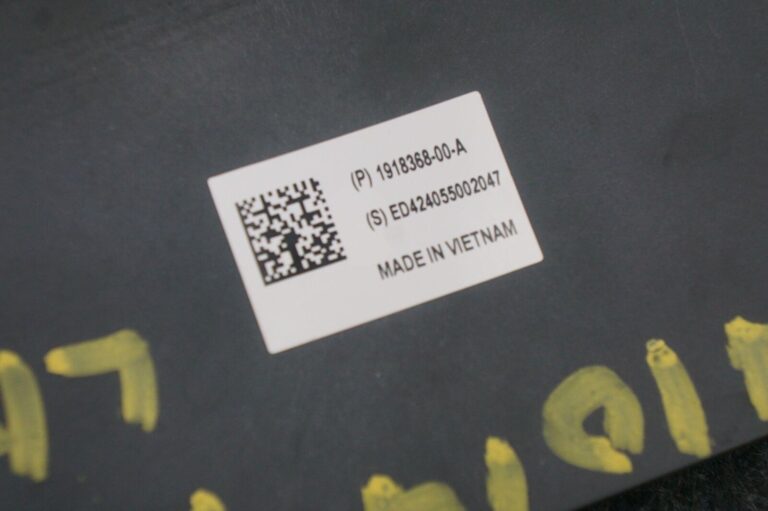 (P) 1918368-00-A
(S) ED424055002047
MADE IN VIETNAM